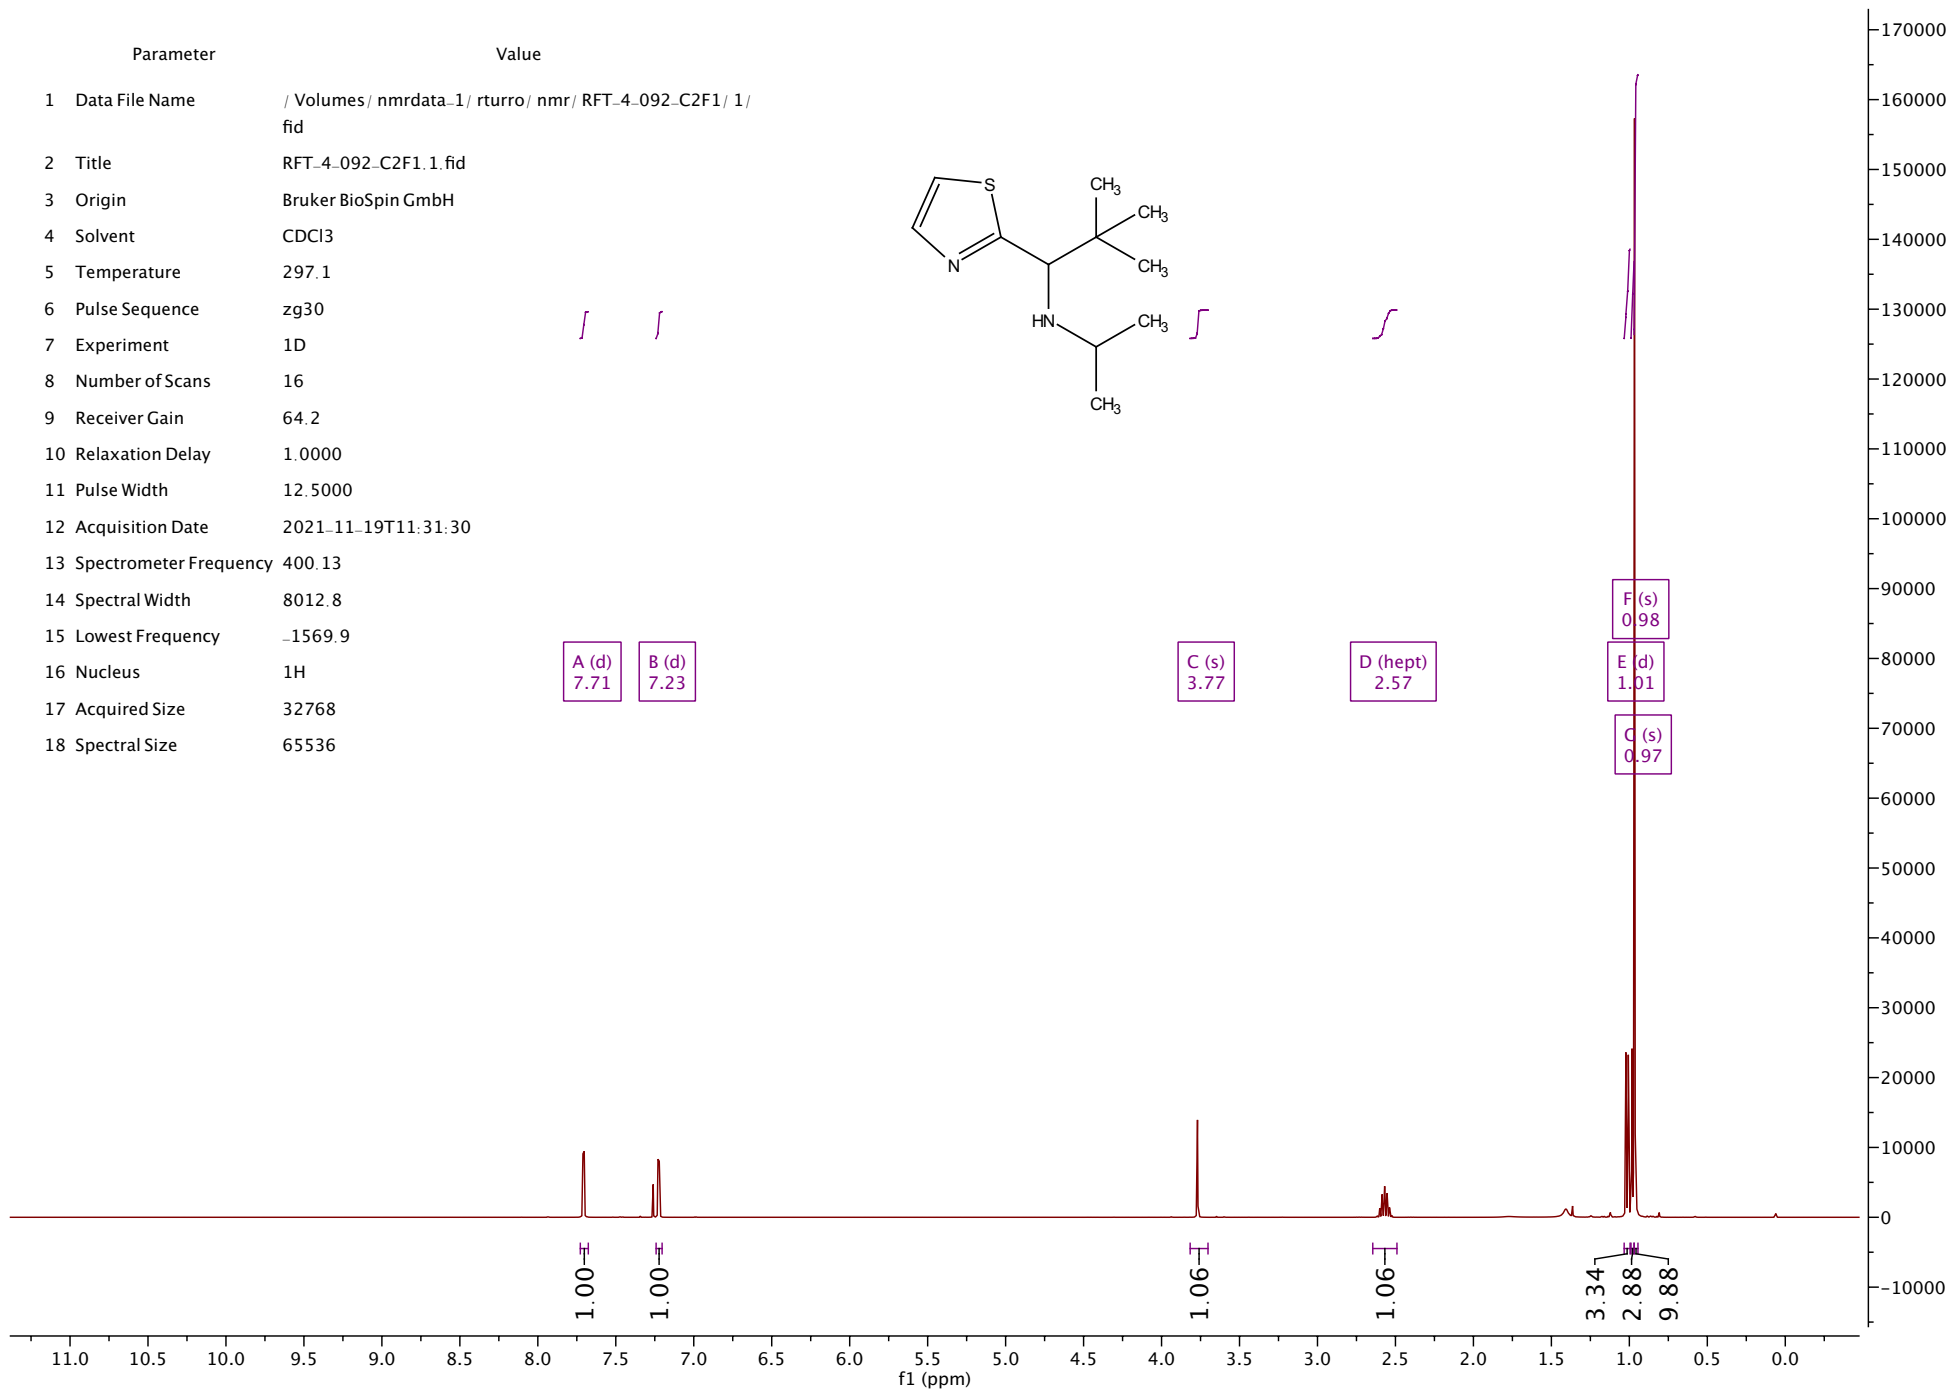 Parameter Value
1 Data File Name / Volumes/ nmrdata_1/ rturro/ nmr/ RFT_4_092_C2F1/ 1/
fid
2 Title RFT_4_092_C2F1.1.fid
3 Origin Bruker BioSpin GmbH
4 Solvent CDCl3
5 Temperature 297.1
6 Pulse Sequence zg30
7 Experiment 1D
8 Number of Scans 16
9 Receiver Gain 64.2
10 Relaxation Delay 1.0000
11 Pulse Width 12.5000
12 Acquisition Date 2021_11_19T11:31:30
13 Spectrometer Frequency 400.13
14 Spectral Width 8012.8
15 Lowest Frequency _1569.9
16 Nucleus 1H
17 Acquired Size 32768
18 Spectral Size 65536
S
N
HN
CH3
CH3
CH3
CH3
CH3
A (d)
7.71
B (d)
7.23
C (s)
3.77
D (hept)
2.57
F (s)
0.98
E (d)
1.01
(s)
0.97
1.00
1.00
1.06
1.06
3.34
2.88
9.88
11.0 10.5 10.0 9.5 9.0 8.5 8.0 7.5 7.0 6.5 6.0 5.5 5.0 4.5 4.0 3.5 3.0 2.5 2.0 1.5 1.0 0.5 0.0
f1 (ppm)
170000
160000
150000
140000
130000
120000
110000
100000
90000
80000
70000
60000
50000
40000
30000
20000
10000
0
-10000